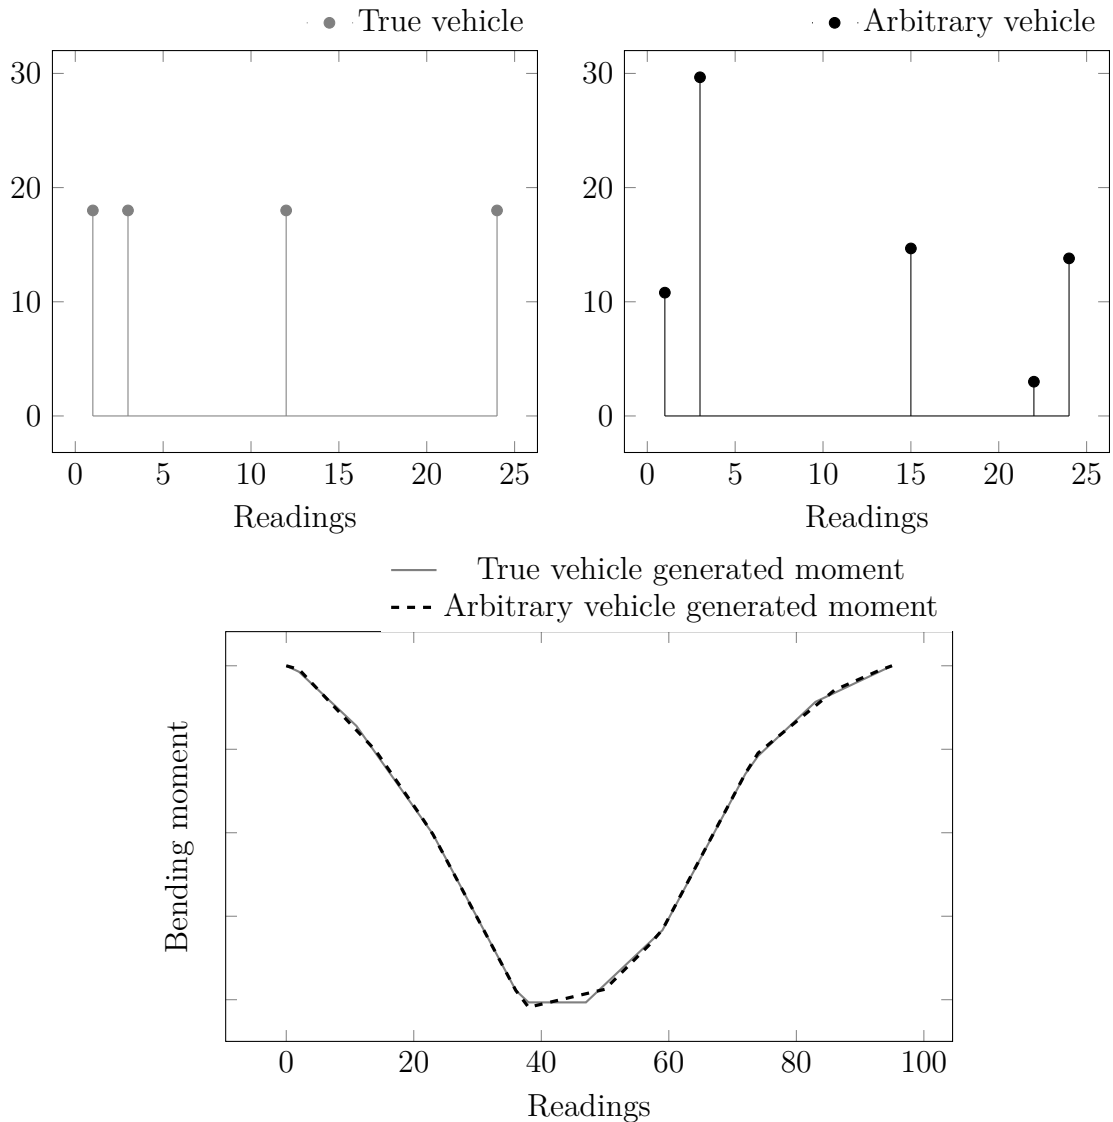 True vehicle
30
20
10
0
0 5 10 15 20 25
Readings
Arbitrary vehicle
30
20
10
0
0 5 10 15 20 25
Readings
True vehicle generated moment
Arbitrary vehicle generated moment
Bending moment
0 20 40 60 80 100
Readings